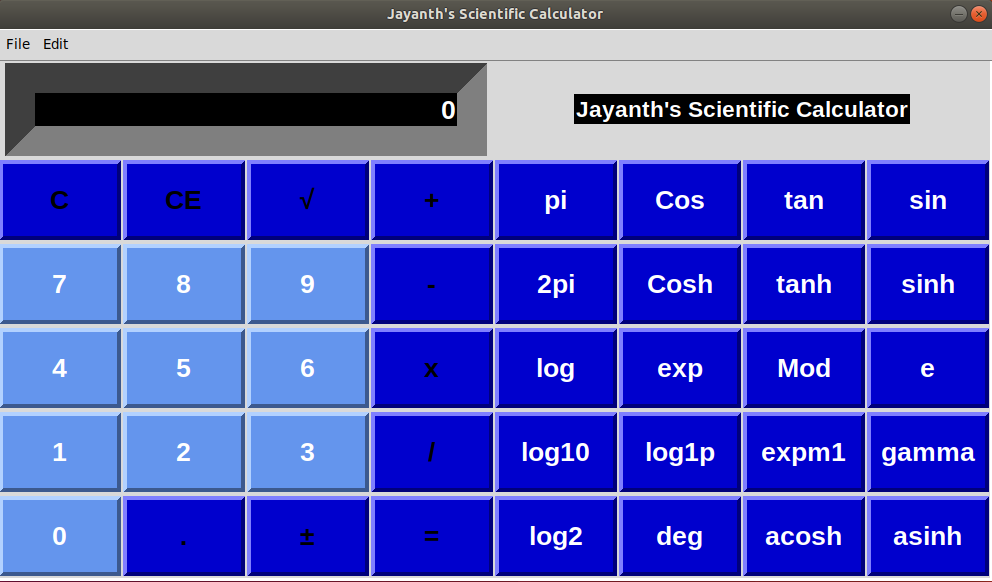 Jayanth's Scientific Calculator
File Edit
0 Jayanth's Scientific Calculator
C CE √ + pi Cos tan sin
7 8 9 - 2pi Cosh tanh sinh
4 5 6 x log exp Mod e
1 2 3 / log10 log1p expm1 gamma
0 . ± = log2 deg acosh asinh